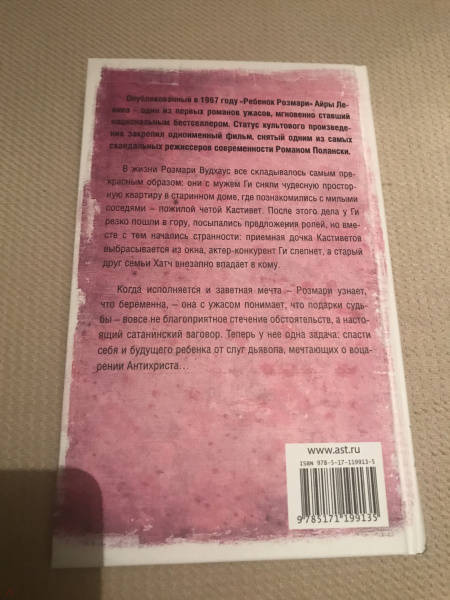 Опубликованный в 1967 году «Ребенок Розмари» Айры Ле-
вина – один из первых романов ужасов, мгновенно ставший
национальным бестселлером. Статус культового произведе-
ния закрепил одноименный фильм, снятый одним из самых
скандальных режиссеров современности Романом Полански.
В жизни Розмари Вудхаус все складывалось самым пре-
красным образом: они с мужем Ги сняли чудесную простор-
ную квартиру в старинном доме, где познакомились с милыми
соседями – пожилой четой Кастивет. После этого дела у Ги
резко пошли в гору, посыпались предложения ролей, но вме-
сте с тем начались странности: приемная дочка Кастиветов
выбрасывается из окна, актер-конкурент Ги слепнет, а старый
друг семьи Хатч внезапно впадает в кому.
Когда исполняется и заветная мечта – Розмари узнает,
что беременна, – она с ужасом понимает, что подарки судь-
бы – вовсе не благоприятное стечение обстоятельств, а на-
стоящий сатанинский заговор. Теперь у нее одна задача: спасти
себя и будущего ребенка от слуг дьявола, мечтающих о воца-
рении Антихриста...
www.ast.ru
ISBN 978-5-17-119913-5
9 785171 199135